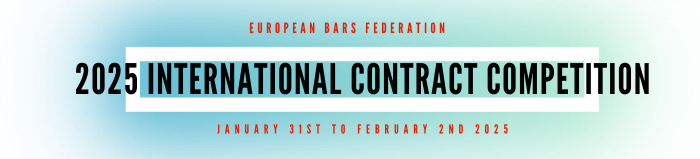 EUROPEAN BARS FEDERATION
2025 INTERNATIONAL CONTRACT COMPETITION
JANUARY 31ST TO FEBRUARY 2ND 2025